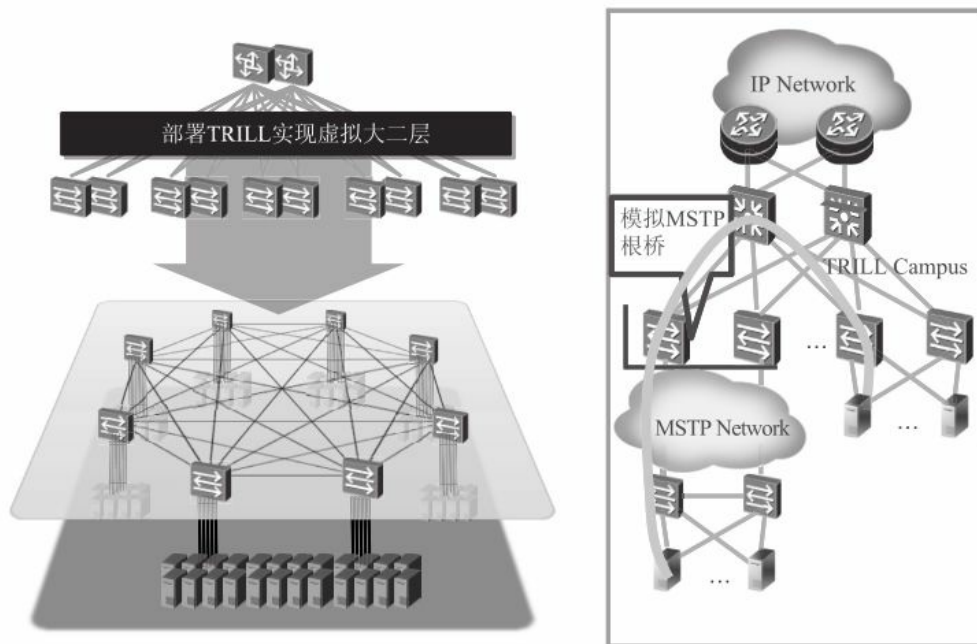 部署TRILL实现虚拟大二层
IP Network
模拟MSTP
根桥
TRILL Campus
...
MSTP Network
...
...